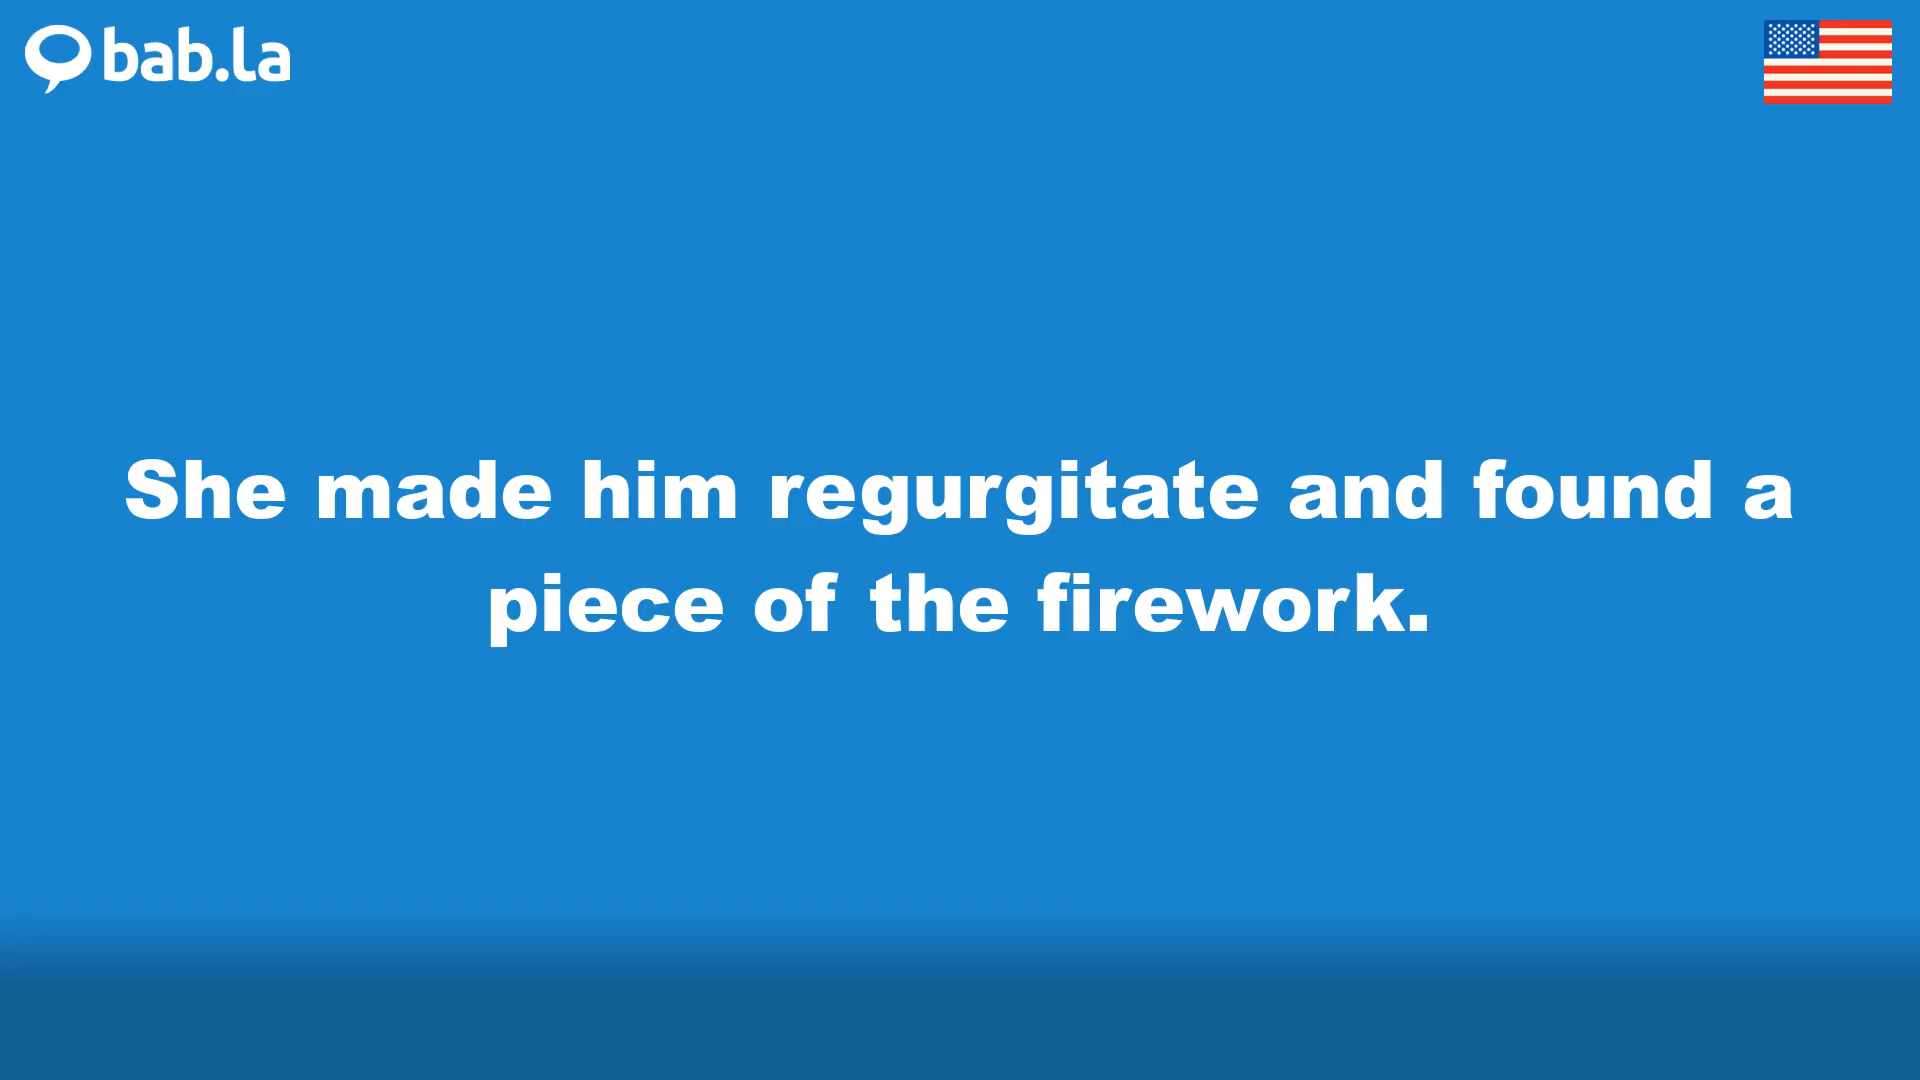 bab.la
She made him regurgitate and found a
piece of the firework.